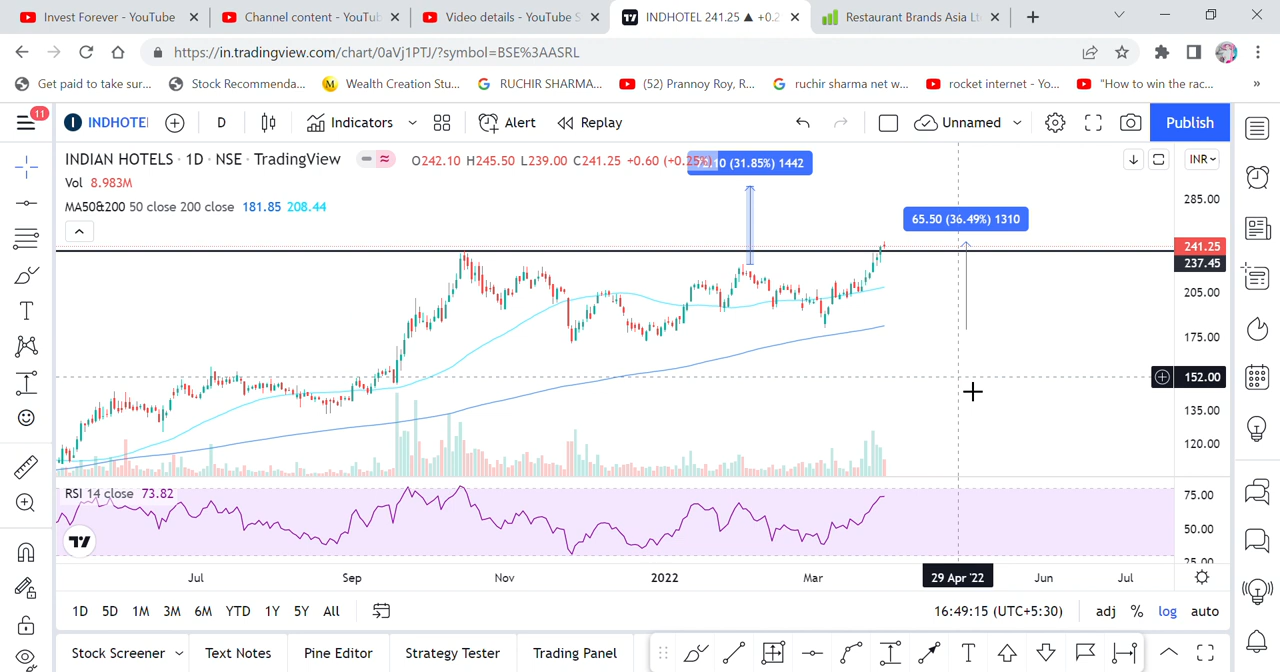 Invest Forever - YouTube
Channel content - YouTub
Video details - YouTube S
INDHOTEL 241.25 ▲ +0.2
Restaurant Brands Asia Lt
https://in.tradingview.com/chart/0aVj1PTJ/?symbol=BSE%3AASRL
Get paid to take sur...
Stock Recommenda...
Wealth Creation Stu...
RUCHIR SHARMA...
(52) Prannoy Roy, R...
ruchir sharma net w...
rocket internet - Yo...
"How to win the rac...
»
11
INDHOTE
D
Indicators
Alert
Replay
Unnamed
Publish
INDIAN HOTELS · 1D · NSE · TradingView
O242.10 H245.50 L239.00 C241.25 +0.60 (+0.25%)
.10 (31.85%) 1442
INR
Vol 8.983M
MA50&200 50 close 200 close 181.85 208.44
65.50 (36.49%) 1310
285.00
241.25
237.45
205.00
175.00
152.00
135.00
120.00
RSI 14 close 73.82
75.00
50.00
25.00
Jul
Sep
Nov
2022
Mar
29 Apr '22
Jun
Jul
1D 5D 1M 3M 6M YTD 1Y 5Y All
16:49:15 (UTC+5:30)
adj % log auto
Stock Screener
Text Notes
Pine Editor
Strategy Tester
Trading Panel